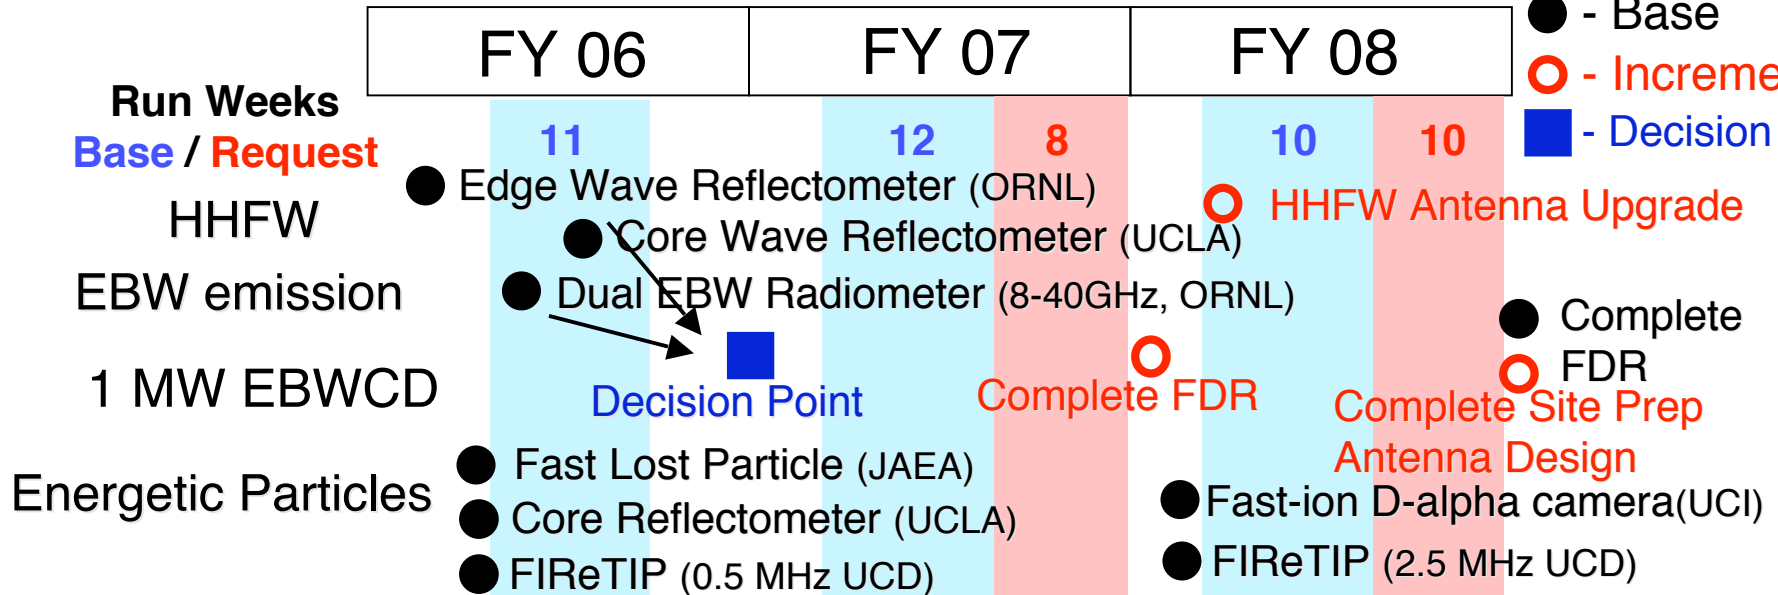 FY 06 FY 07 FY 08
- Base
- Increme
- Decision
Run Weeks
Base / Request
11 12 8 10 10
HHFW
Edge Wave Reflectometer (ORNL)
HHFW Antenna Upgrade
Core Wave Reflectometer (UCLA)
EBW emission
Dual EBW Radiometer (8-40GHz, ORNL)
1 MW EBWCD
Decision Point
Complete FDR
Complete
FDR
Complete Site Prep
Antenna Design
Energetic Particles
Fast Lost Particle (JAEA)
Core Reflectometer (UCLA)
FIReTIP (0.5 MHz UCD)
Fast-ion D-alpha camera(UCI)
FIReTIP (2.5 MHz UCD)